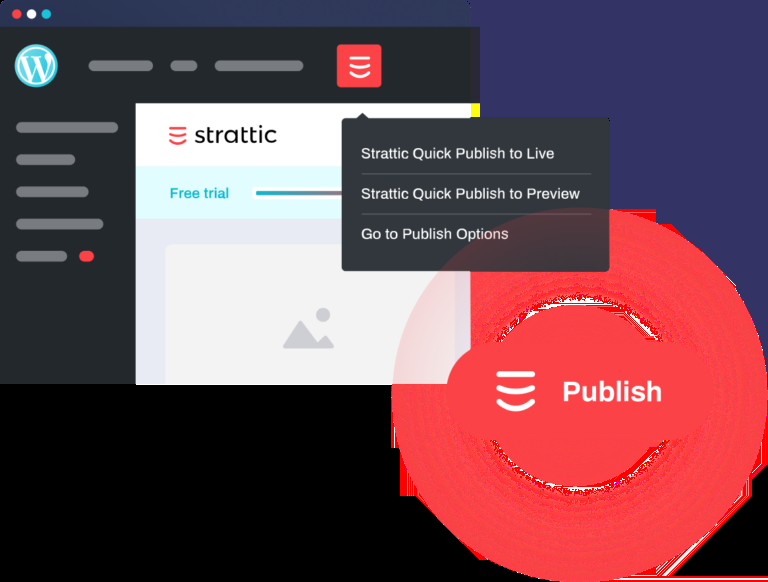 strattic
Strattic Quick Publish to Live
Free trial
Strattic Quick Publish to Preview
Go to Publish Options
Publish